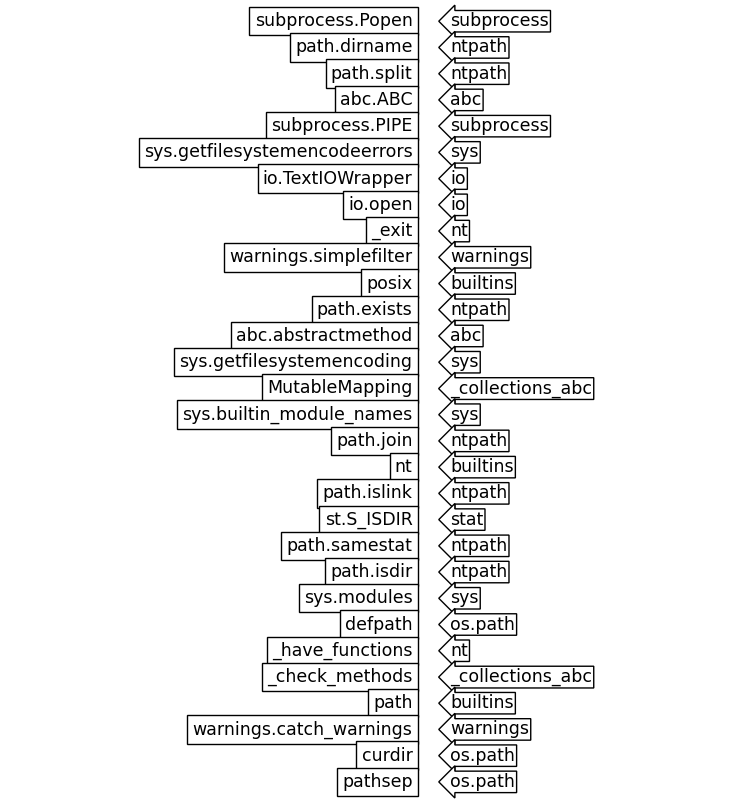 subprocess.Popen subprocess
path.dirname ntpath
path.split ntpath
abc.ABC abc
subprocess.PIPE subprocess
sys.getfilesystemencodeerrors sys
io.TextIOWrapper io
io.open io
_exit nt
warnings.simplefilter warnings
posix builtins
path.exists ntpath
abc.abstractmethod abc
sys.getfilesystemencoding sys
MutableMapping _collections_abc
sys.builtin_module_names sys
path.join ntpath
nt builtins
path.islink ntpath
st.S_ISDIR stat
path.samestat ntpath
path.isdir ntpath
sys.modules sys
defpath os.path
_have_functions nt
_check_methods _collections_abc
path builtins
warnings.catch_warnings warnings
curdir os.path
pathsep os.path